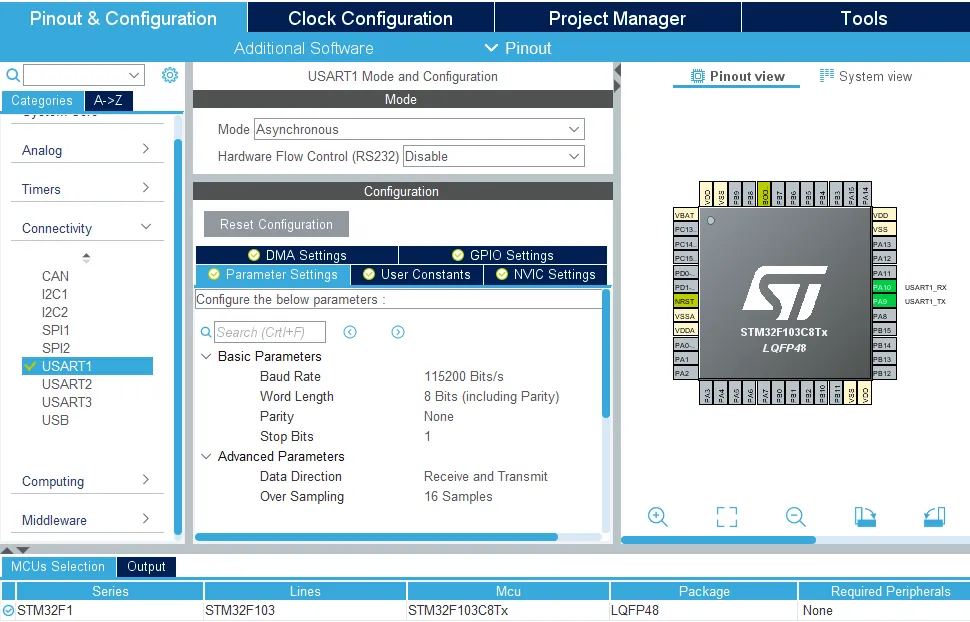 Pinout & Configuration
Clock Configuration
Project Manager
Tools
Additional Software
Pinout
Categories
A->Z
Analog
Timers
Connectivity
CAN
I2C1
I2C2
SPI1
SPI2
USART1
USART2
USART3
USB
Computing
Middleware
USART1 Mode and Configuration
Mode
Mode Asynchronous
Hardware Flow Control (RS232) Disable
Configuration
Reset Configuration
DMA Settings
GPIO Settings
Parameter Settings
User Constants
NVIC Settings
Configure the below parameters :
Search (Crtl+F)
Basic Parameters
Baud Rate 115200 Bits/s
Word Length 8 Bits (including Parity)
Parity None
Stop Bits 1
Advanced Parameters
Data Direction Receive and Transmit
Over Sampling 16 Samples
Pinout view
System view
VDD
VSS
PB9
PB8
BOO
PB7
PB6
PB5
PB4
PB3
PA15
PA14
VBAT
PC13..
PC14..
PC15..
PD0-..
PD1-..
NRST
VSSA
VDDA
PA0-..
PA1
PA2
VDD
VSS
PA13
PA12
PA11
PA10 USART1_RX
PA9 USART1_TX
PA8
PB15
PB14
PB13
PB12
ST
STM32F103C8Tx
LQFP48
PA3
PA4
PA5
PA6
PA7
PB0
PB1
PB2
PB10
PB11
VSS
VDD
MCUs Selection
Output
Series Lines Mcu Package Required Peripherals
STM32F1 STM32F103 STM32F103C8Tx LQFP48 None